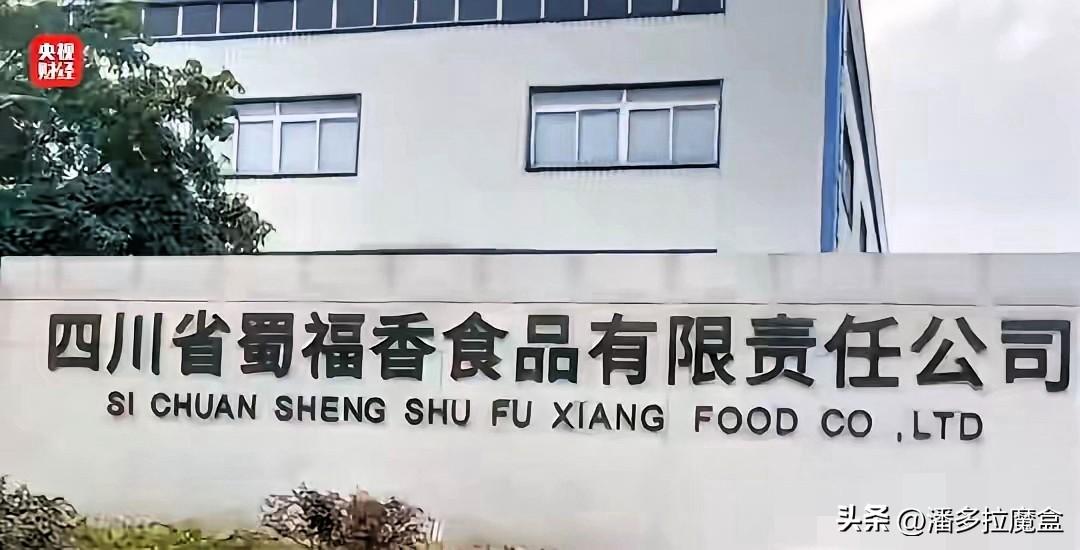 央视
财经
四川省蜀福香食品有限责任公司
SI CHUAN SHENG SHU FU XIANG FOOD CO ,LTD
头条 @潘多拉魔盒